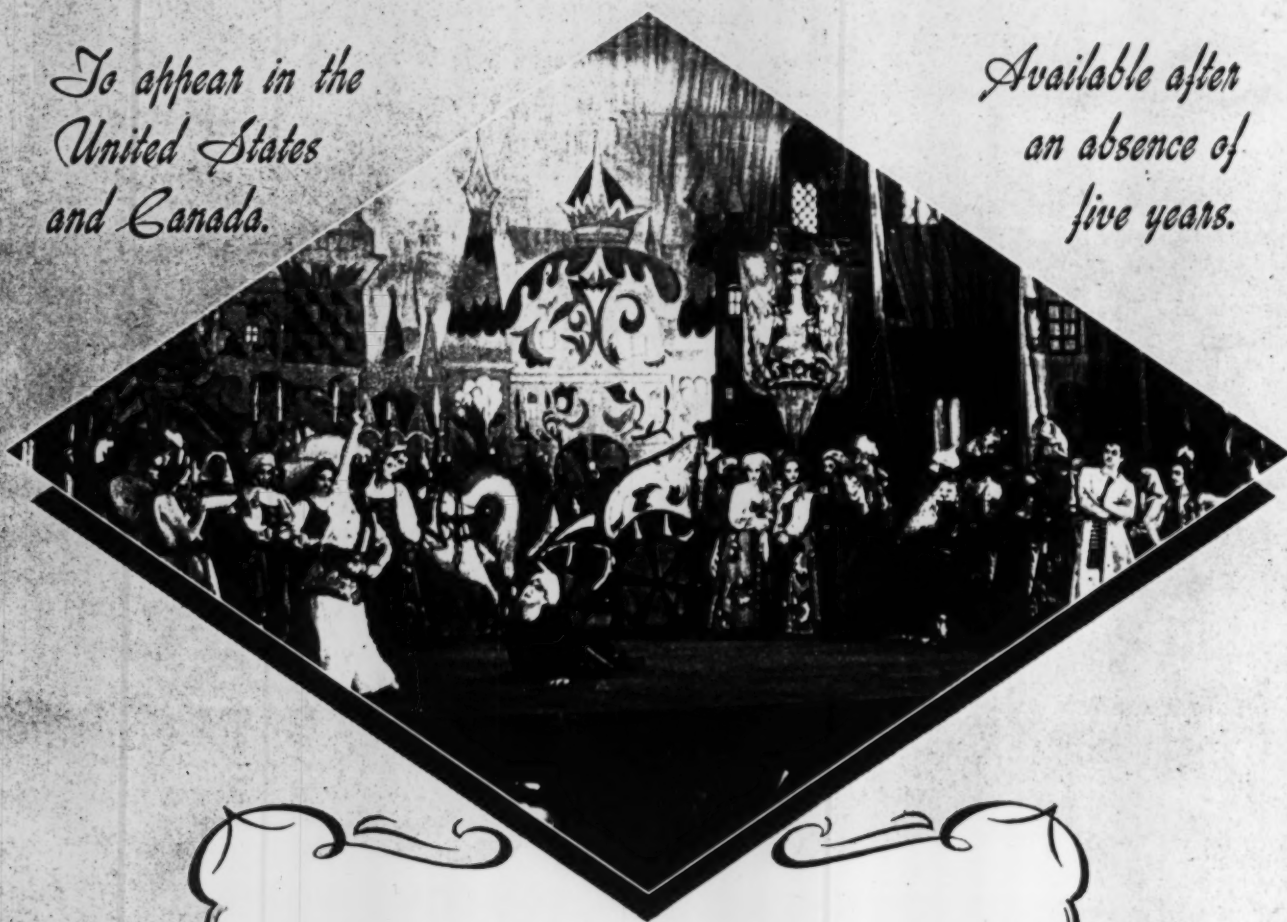 To appear in the
United States
and Canada.
Available after
an absence of
five years.